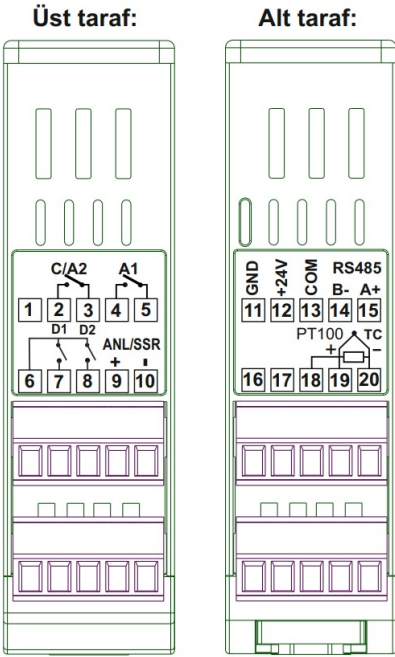 Üst taraf:
Alt taraf:
C/A2 A1
1 2 3 4 5
D1 D2 ANL/SSR
+ -
6 7 8 9 10
GND +24V COM RS485
B- A+
11 12 13 14 15
PT100 TC
+ −
16 17 18 19 20